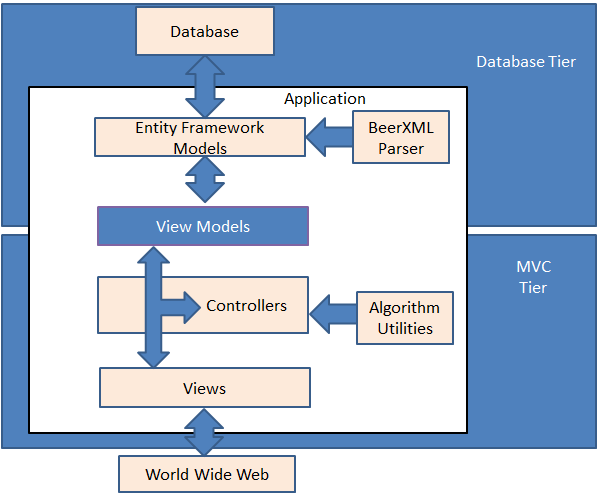 Database
Database Tier
Application
Entity Framework
Models
BeerXML
Parser
View Models
MVC
Tier
Controllers
Algorithm
Utilities
Views
World Wide Web